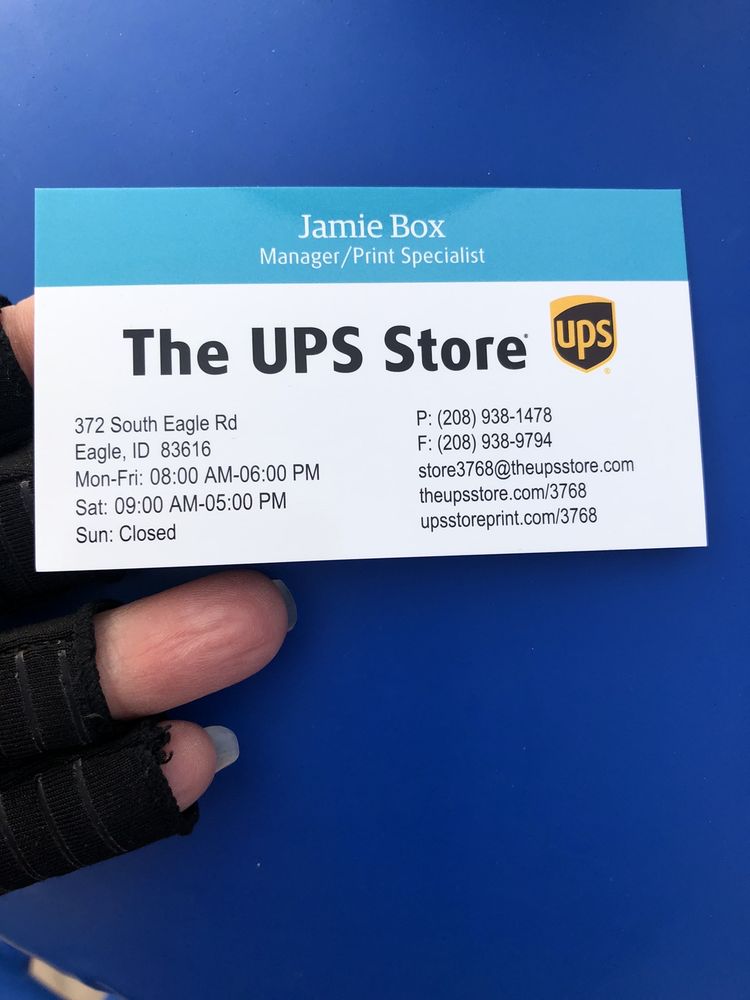 Jamie Box
Manager/Print Specialist
The UPS Store®
ups®
372 South Eagle Rd
Eagle, ID 83616
Mon-Fri: 08:00 AM-06:00 PM
Sat: 09:00 AM-05:00 PM
Sun: Closed
P: (208) 938-1478
F: (208) 938-9794
store3768@theupsstore.com
theupsstore.com/3768
upsstoreprint.com/3768